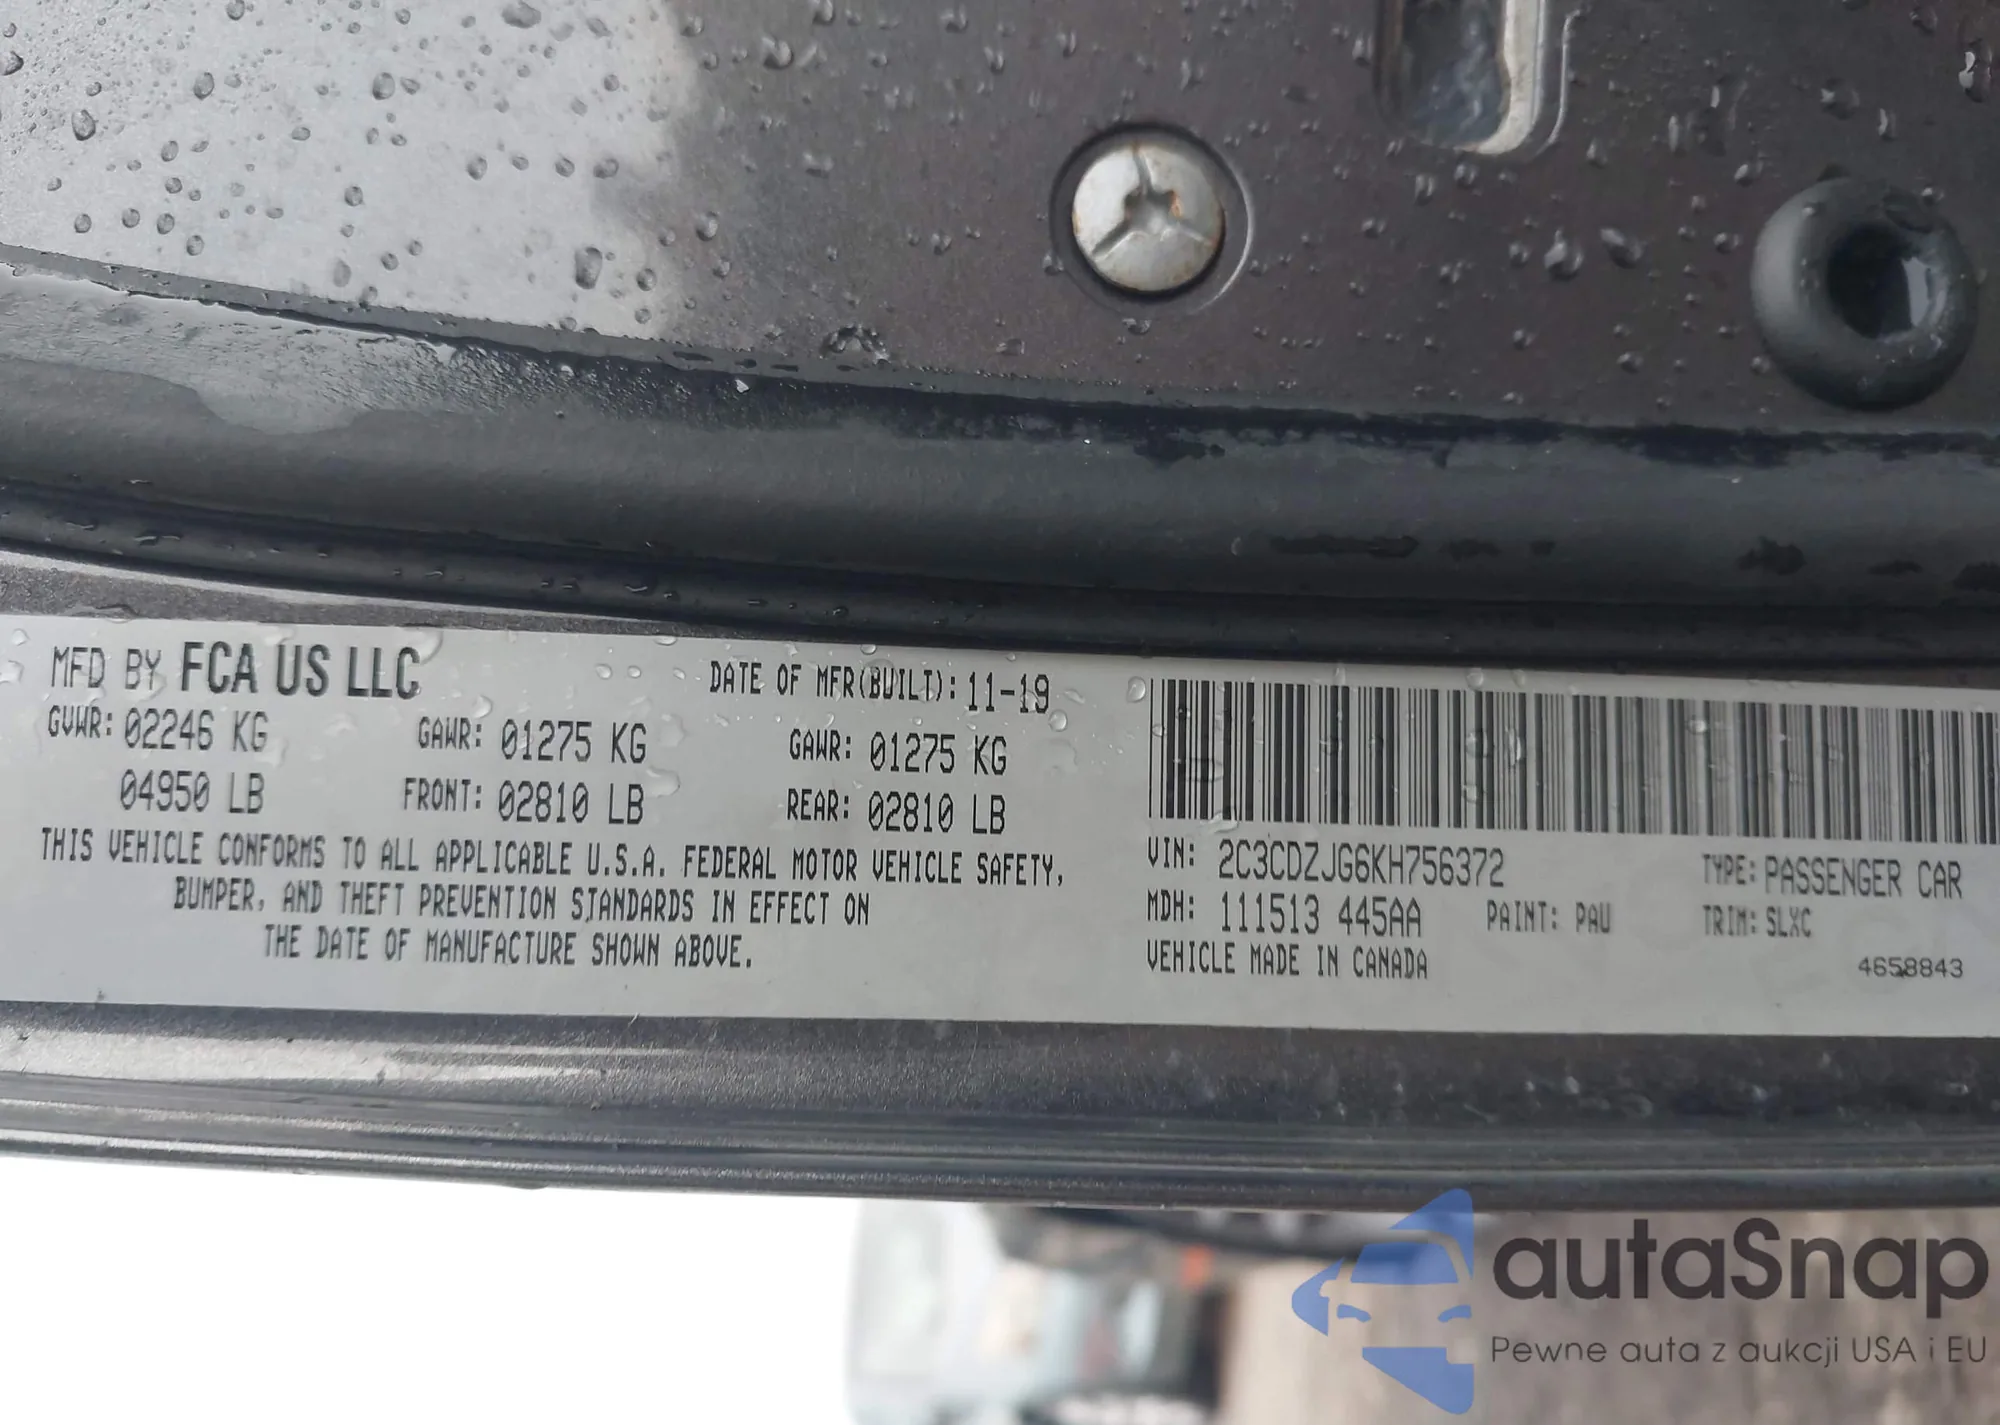 MFD BY FCA US LLC DATE OF MFR(BUILT): 11-19
GVWR: 02246 KG GAWR: 01275 KG GAWR: 01275 KG
04950 LB FRONT: 02810 LB REAR: 02810 LB
THIS VEHICLE CONFORMS TO ALL APPLICABLE U.S.A. FEDERAL MOTOR VEHICLE SAFETY,
BUMPER, AND THEFT PREVENTION STANDARDS IN EFFECT ON
THE DATE OF MANUFACTURE SHOWN ABOVE.
VIN: 2C3CDZJG6KH756372 TYPE: PASSENGER CAR
MDH: 111513 445AA PAINT: PAU TRIM: SLXC
VEHICLE MADE IN CANADA 4658843
autaSnap
Pewne auta z aukcji USA i EU